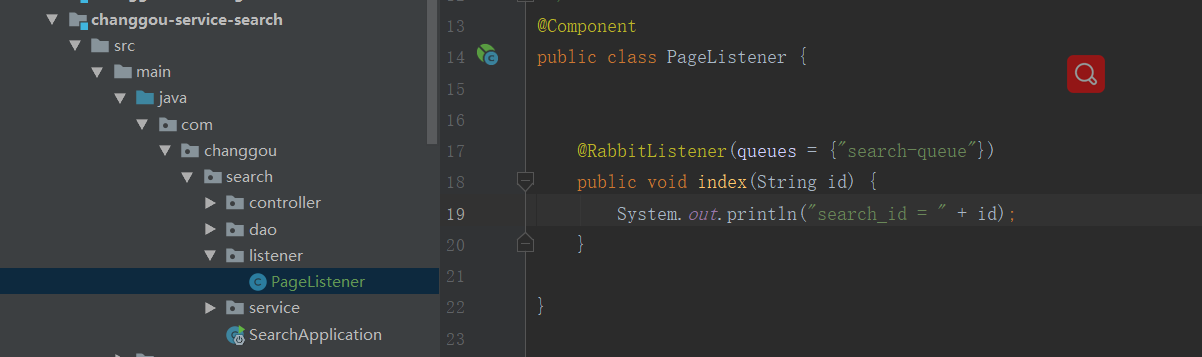 changgou-service-search
src
main
java
com
changgou
search
controller
dao
listener
PageListener
service
SearchApplication
13 @Component
14 public class PageListener {
15
16
17 @RabbitListener(queues = {"search-queue"})
18 public void index(String id) {
19 System.out.println("search_id = " + id);
20 }
21
22 }
23